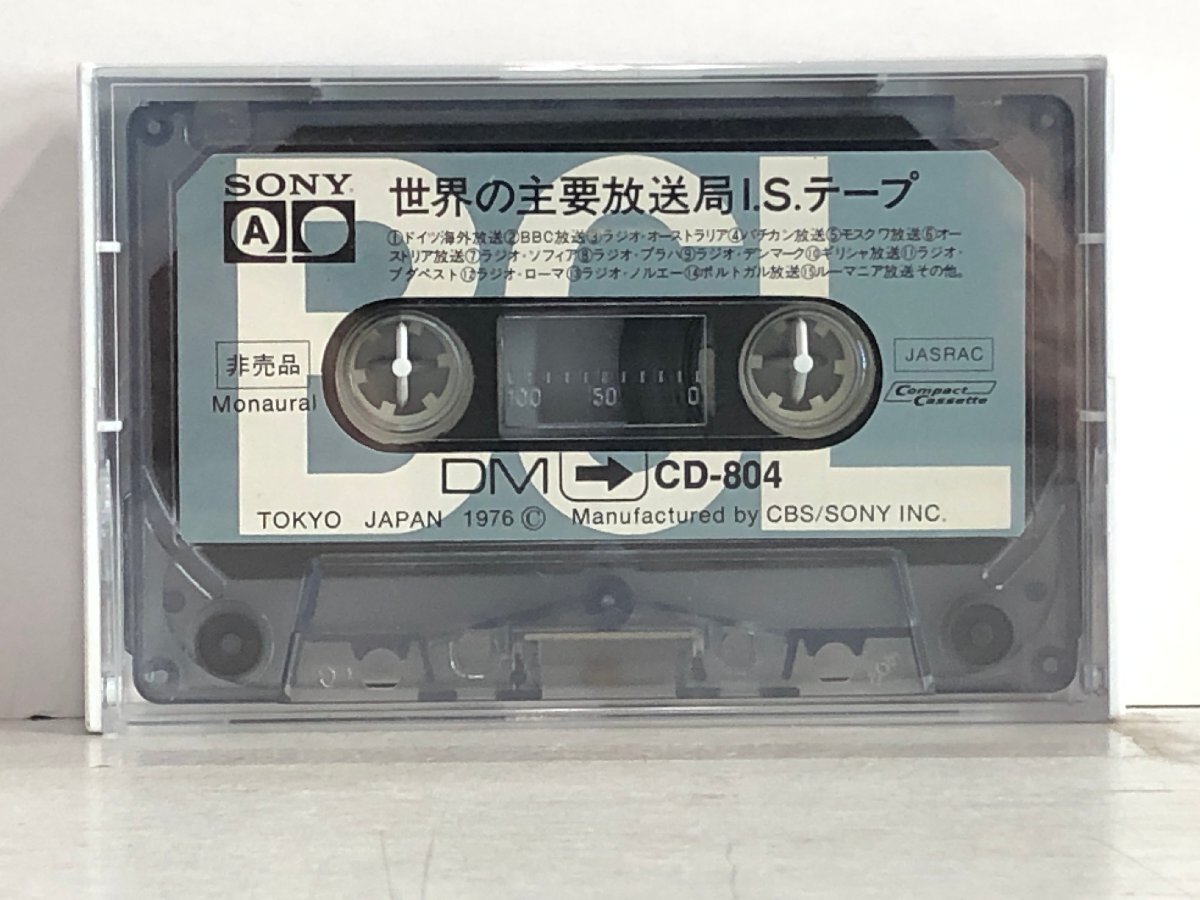 BCL
SONY
A
世界の主要放送局I.S.テープ
①ドイツ海外放送②BBC放送③ラジオ・オーストラリア④バチカン放送⑤モスクワ放送⑥オー
ストリア放送⑦ラジオ・ソフィア⑧ラジオ・プラハ⑨ラジオ・デンマーク⑩ギリシャ放送⑪ラジオ・
ブダペスト⑫ラジオ・ローマ⑬ラジオ・ノルエー⑭ポルトガル放送⑮ルーマニア放送その他。
非売品
Monaural
100 50 0
JASRAC
Compact
Cassette
DM → CD-804
TOKYO JAPAN 1976 © Manufactured by CBS/SONY INC.